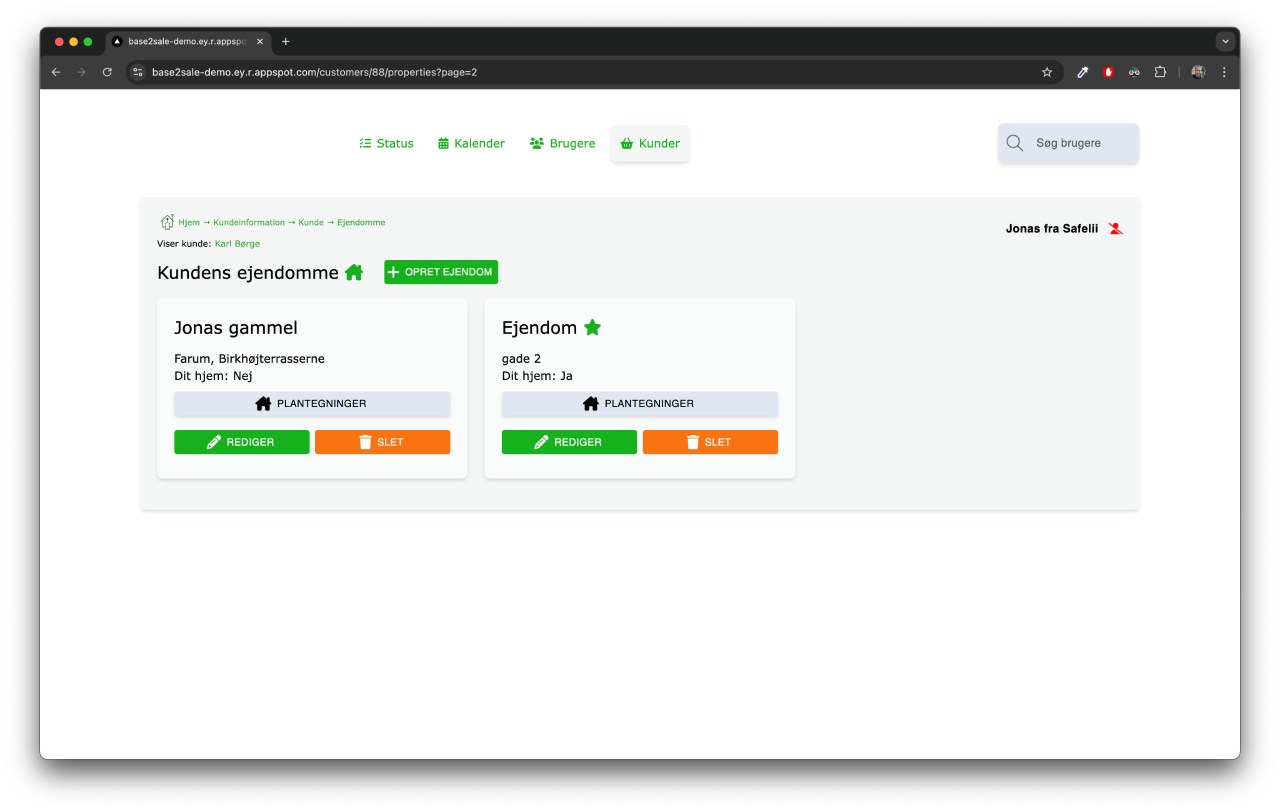 base2sale-demo.ey.r.appspo
base2sale-demo.ey.r.appspot.com/customers/88/properties?page=2
Status Kalender Brugere Kunder Søg brugere
Hjem → Kundeinformation → Kunde → Ejendomme
Jonas fra Safelii
Viser kunde: Karl Børge
Kundens ejendomme OPRET EJENDOM
Jonas gammel
Farum, Birkhøjterrasserne
Dit hjem: Nej
PLANTEGNINGER
REDIGER SLET
Ejendom
gade 2
Dit hjem: Ja
PLANTEGNINGER
REDIGER SLET